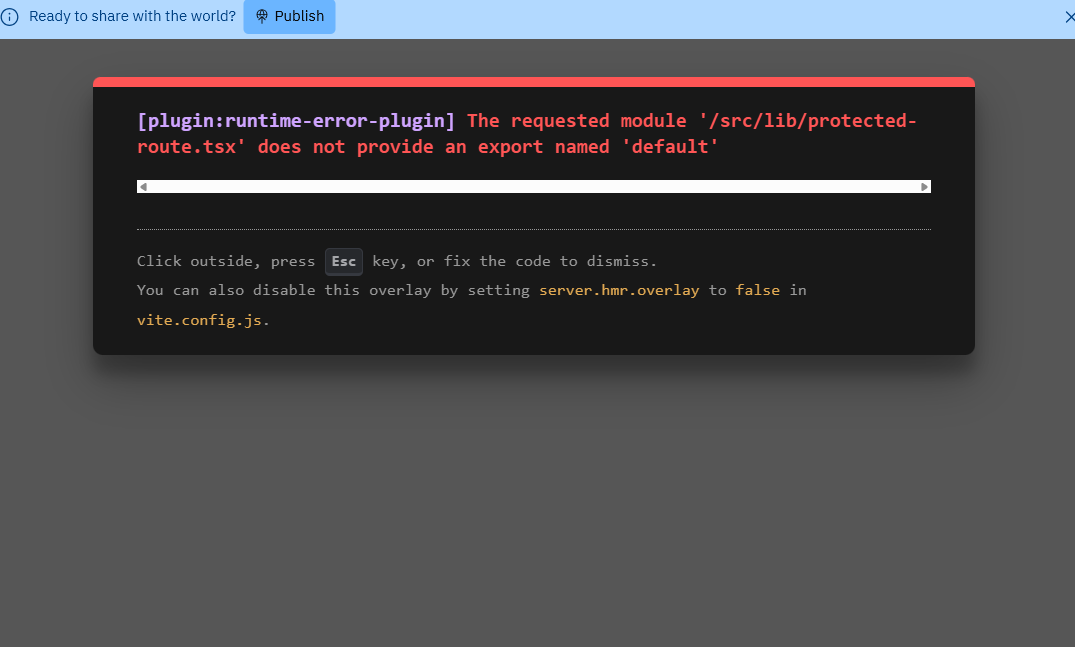 Ready to share with the world? Publish
[plugin:runtime-error-plugin] The requested module '/src/lib/protected-
route.tsx' does not provide an export named 'default'
Click outside, press Esc key, or fix the code to dismiss.
You can also disable this overlay by setting server.hmr.overlay to false in
vite.config.js.